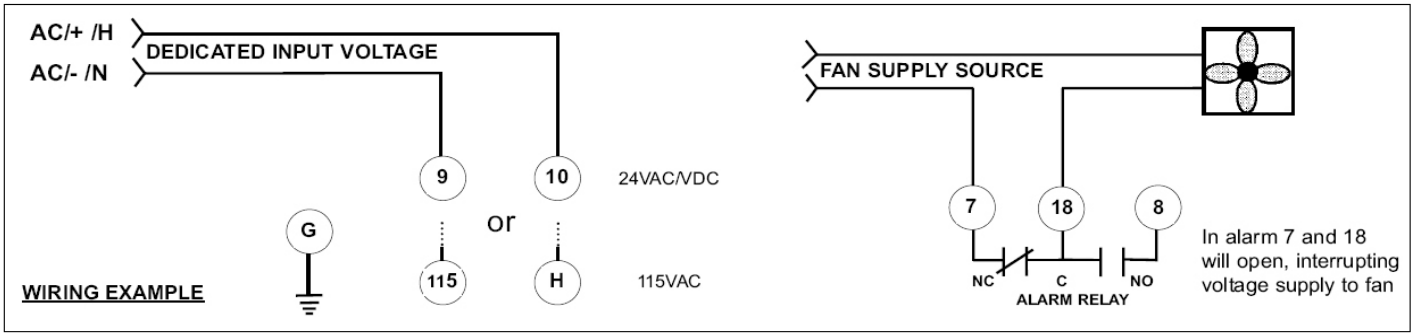 AC/+ /H
DEDICATED INPUT VOLTAGE
AC/- /N
9
10
24VAC/VDC
or
G
115
H
115VAC
WIRING EXAMPLE
FAN SUPPLY SOURCE
7
18
8
NC
C
NO
ALARM RELAY
In alarm 7 and 18
will open, interrupting
voltage supply to fan